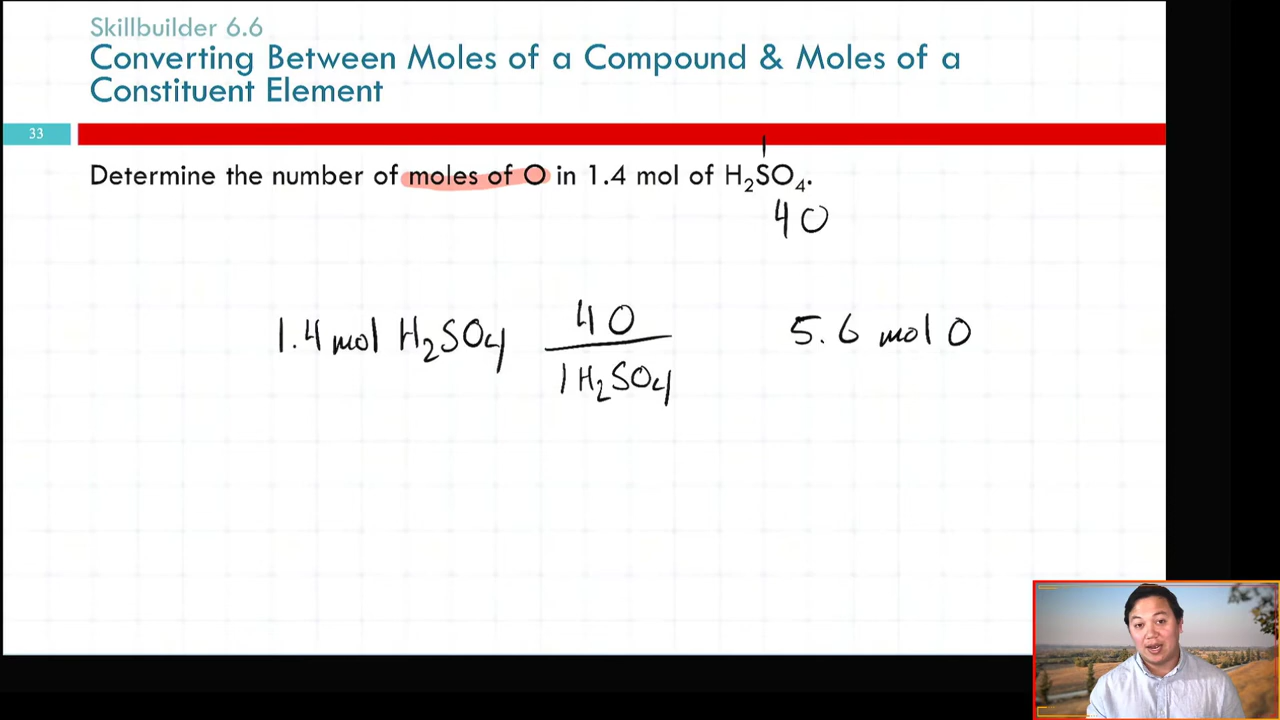 Skillbuilder 6.6
Converting Between Moles of a Compound & Moles of a
Constituent Element
33
Determine the number of moles of O in 1.4 mol of H₂SO₄.
4 O
1.4 mol H₂SO₄ 4 O / 1 H₂SO₄ 5.6 mol O